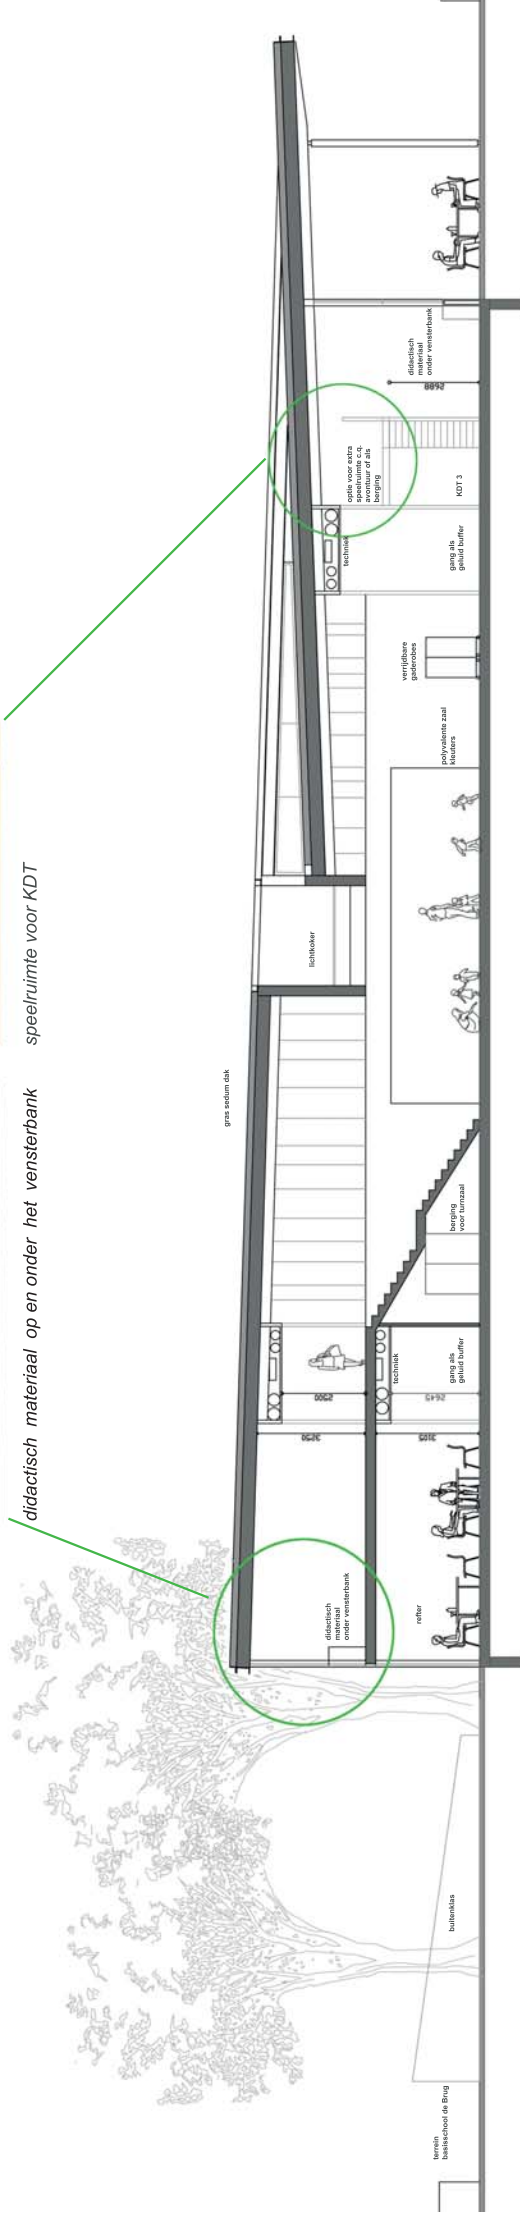 didactisch materiaal op en onder het vensterbank
speelruimte voor KDT
gras sedum dak
lichtkoker
techniek
optie voor extra
speelruimte c.q.
avontuur of als
berging
didactisch
materiaal
onder vensterbank
2688
KDT 3
gang als
geluid buffer
verrijdbare
gaderobes
polyvalente zaal
kleuters
berging
voor turnzaal
techniek
gang als
geluid buffer
2500
2645
3250
3105
didactisch
materiaal
onder vensterbank
refter
buitenklas
terrein
basisschool de Brug